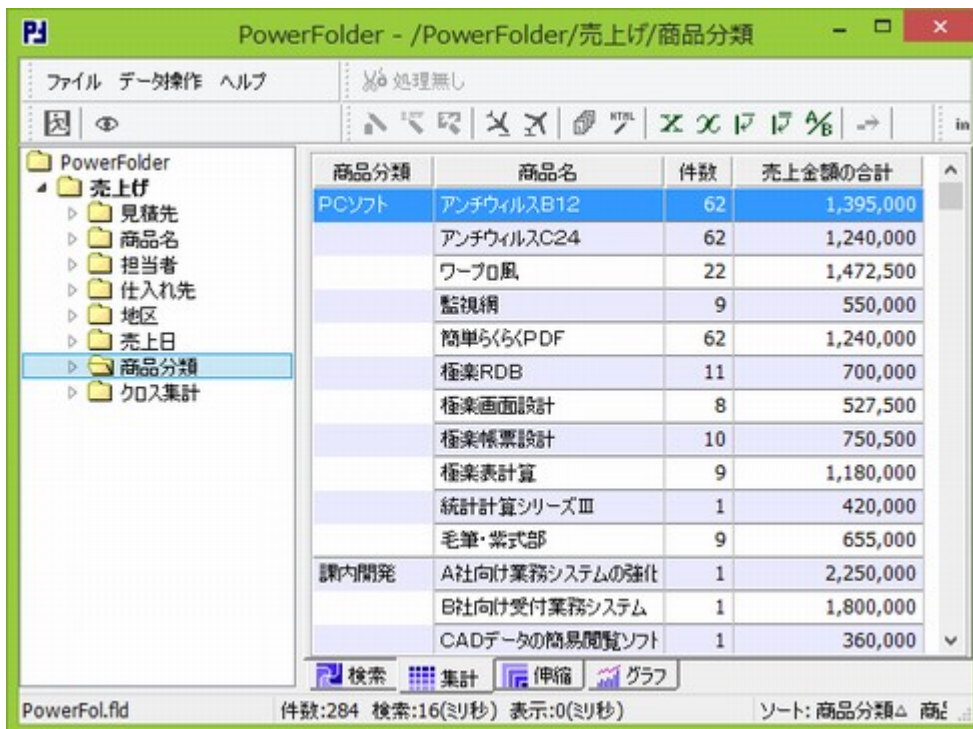 PowerFolder - /PowerFolder/売上げ/商品分類
ファイル データ操作 ヘルプ 処理無し
HTML A/B in
PowerFolder
売上げ
見積先
商品名
担当者
仕入れ先
地区
売上日
商品分類
クロス集計
商品分類 商品名 件数 売上金額の合計
PCソフト アンチウィルスB12 62 1,395,000
アンチウィルスC24 62 1,240,000
ワープロ風 22 1,472,500
監視網 9 550,000
簡単らくらくPDF 62 1,240,000
極楽RDB 11 700,000
極楽画面設計 8 527,500
極楽帳票設計 10 750,500
極楽表計算 9 1,180,000
統計計算シリーズⅢ 1 420,000
毛筆・紫式部 9 655,000
課内開発 A社向け業務システムの強化 1 2,250,000
B社向け受付業務システム 1 1,800,000
CADデータの簡易閲覧ソフト 1 360,000
検索 集計 伸縮 グラフ
PowerFol.fld 件数:284 検索:16(ミリ秒) 表示:0(ミリ秒) ソート: 商品分類△